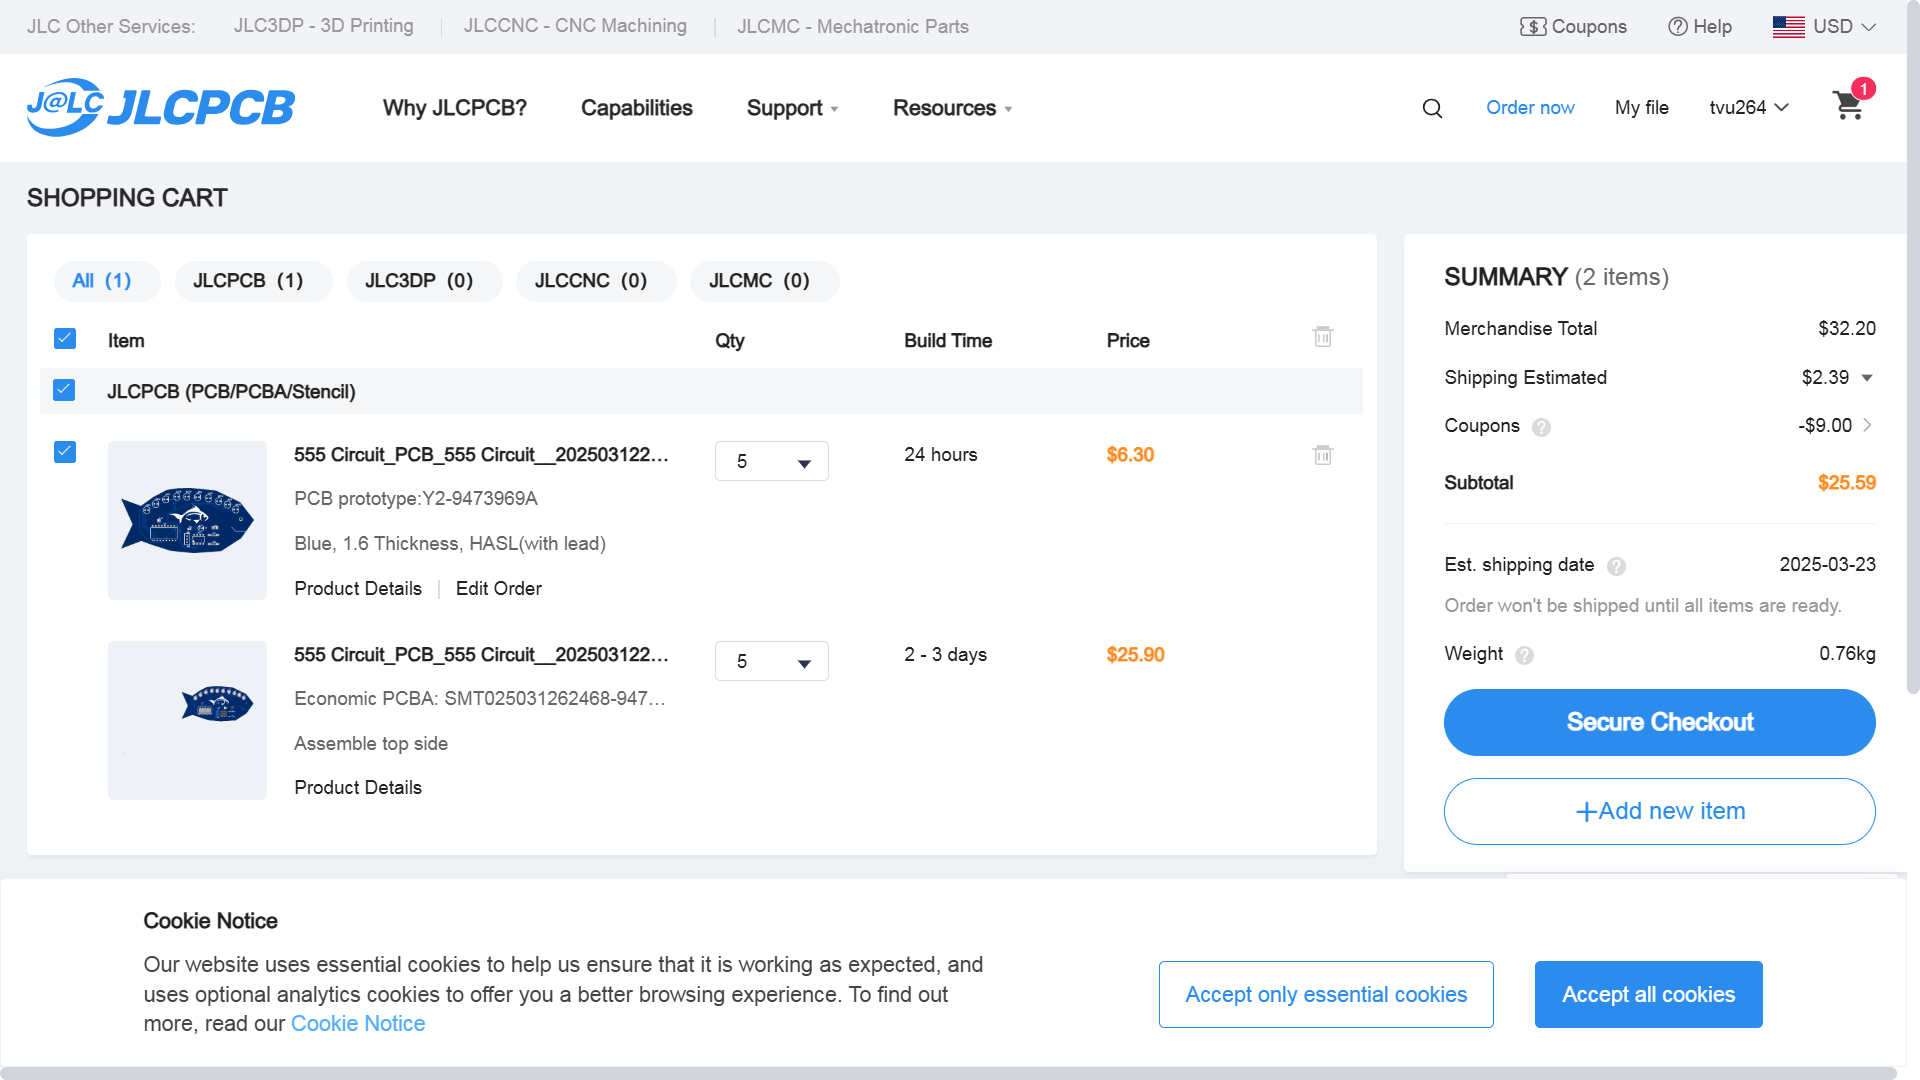 JLC Other Services:
JLC3DP - 3D Printing
JLCCNC - CNC Machining
JLCMC - Mechatronic Parts
Coupons
Help
USD
J@LC JLCPCB
Why JLCPCB?
Capabilities
Support
Resources
Order now
My file
tvu264
1
SHOPPING CART
All (1)
JLCPCB (1)
JLC3DP (0)
JLCCNC (0)
JLCMC (0)
Item
Qty
Build Time
Price
JLCPCB (PCB/PCBA/Stencil)
555 Circuit_PCB_555 Circuit__202503122...
5
24 hours
$6.30
PCB prototype:Y2-9473969A
Blue, 1.6 Thickness, HASL(with lead)
Product Details
Edit Order
555 Circuit_PCB_555 Circuit__202503122...
5
2 - 3 days
$25.90
Economic PCBA: SMT025031262468-947...
Assemble top side
Product Details
SUMMARY (2 items)
Merchandise Total
$32.20
Shipping Estimated
$2.39
Coupons ?
-$9.00
Subtotal
$25.59
Est. shipping date ?
2025-03-23
Order won't be shipped until all items are ready.
Weight ?
0.76kg
Secure Checkout
+Add new item
Cookie Notice
Our website uses essential cookies to help us ensure that it is working as expected, and
uses optional analytics cookies to offer you a better browsing experience. To find out
more, read our Cookie Notice
Accept only essential cookies
Accept all cookies